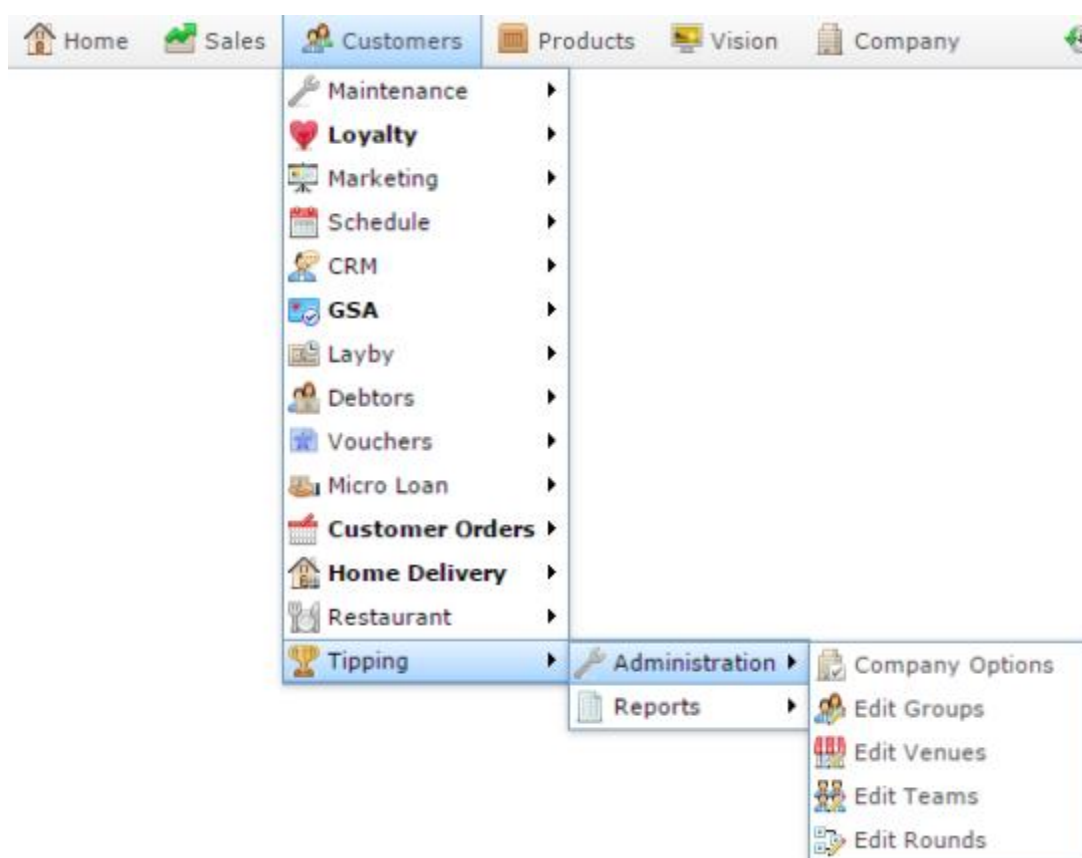 Home Sales Customers Products Vision Company
Maintenance
Loyalty
Marketing
Schedule
CRM
GSA
Layby
Debtors
Vouchers
Micro Loan
Customer Orders
Home Delivery
Restaurant
Tipping Administration Company Options
Reports Edit Groups
Edit Venues
Edit Teams
Edit Rounds